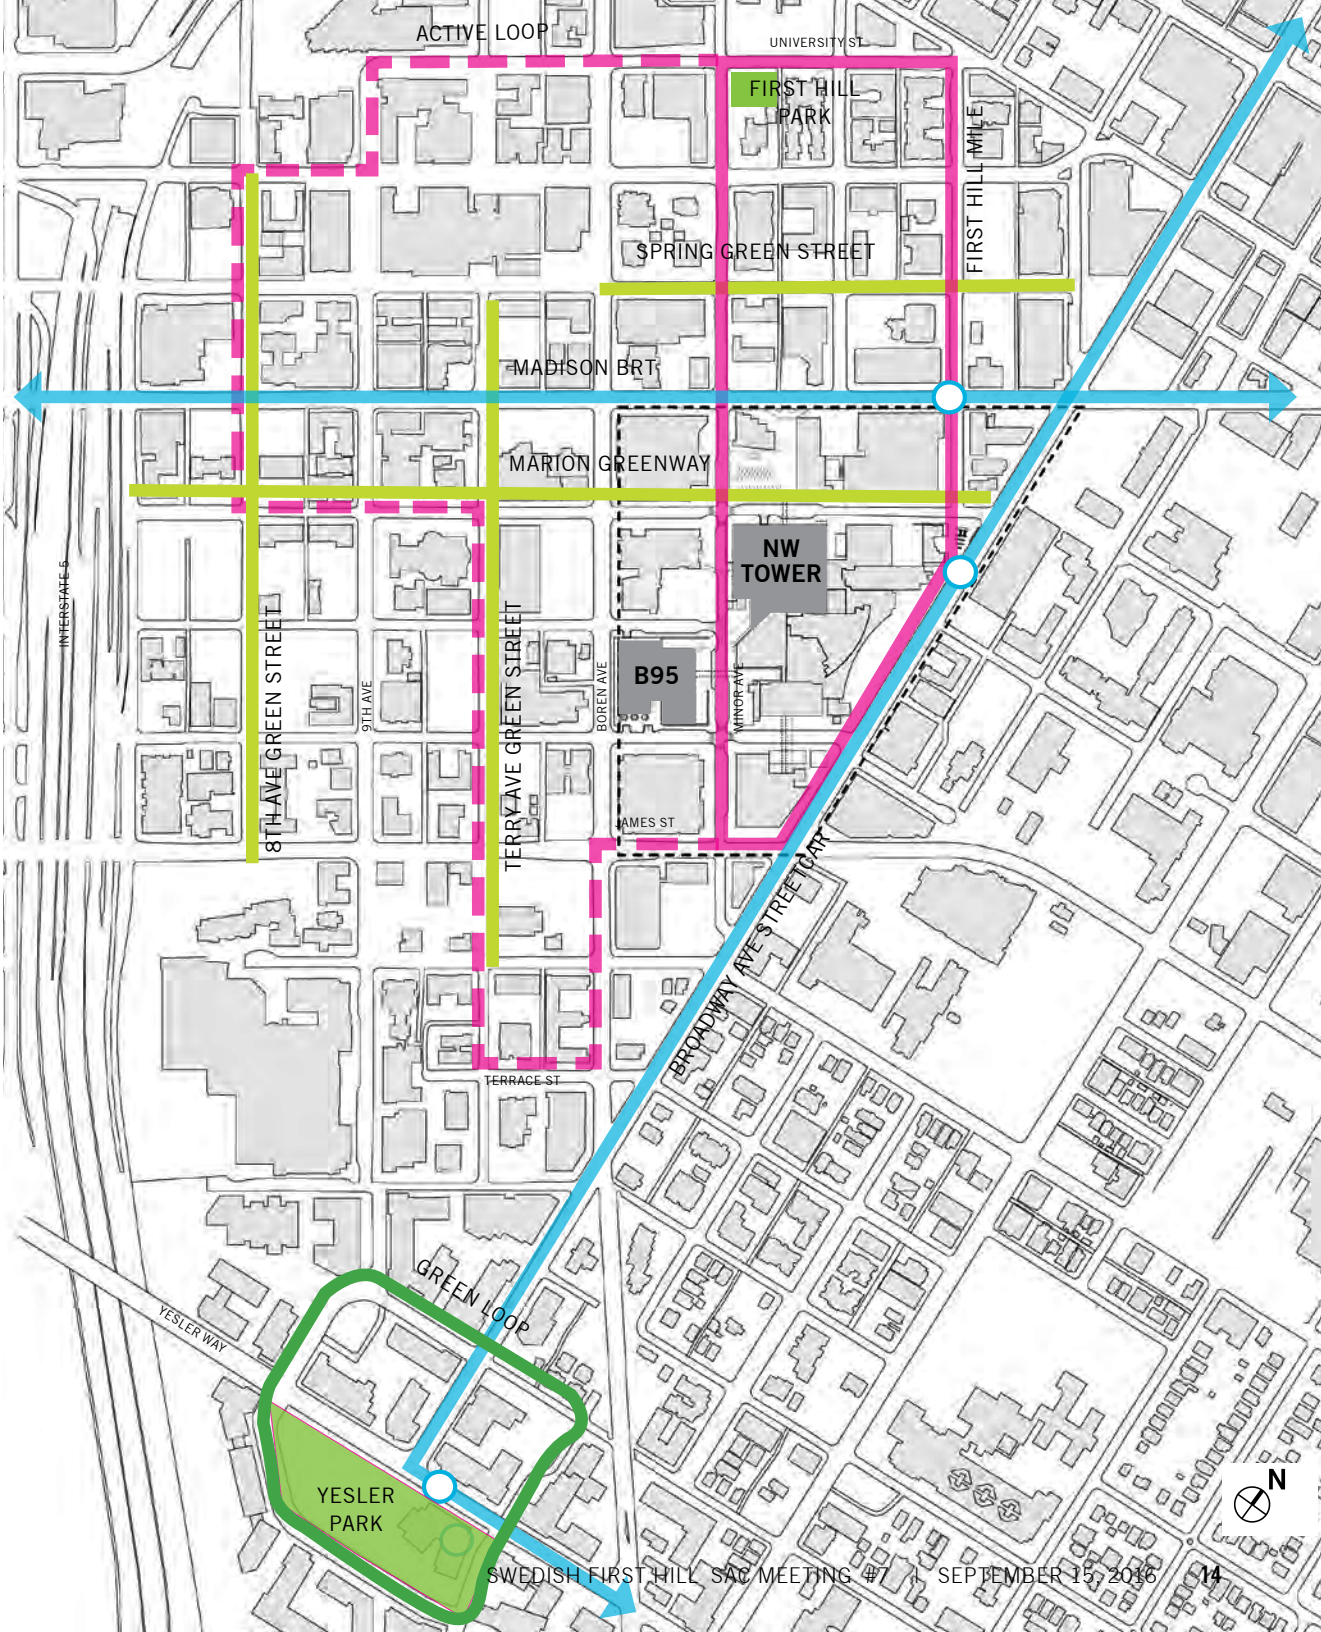 ACTIVE LOOP
UNIVERSITY ST
FIRST HILL
PARK
FIRST HILL MILE
SPRING GREEN STREET
MADISON BRT
MARION GREENWAY
NW
TOWER
INTERSTATE 5
8TH AVE GREEN STREET
9TH AVE
TERRY AVE GREEN STREET
BOREN AVE
B95
MINOR AVE
JAMES ST
BROADWAY AVE STREETCAR
TERRACE ST
GREEN LOOP
YESLER WAY
YESLER
PARK
N
SWEDISH FIRST HILL SAC MEETING #7 | SEPTEMBER 15, 2016 14